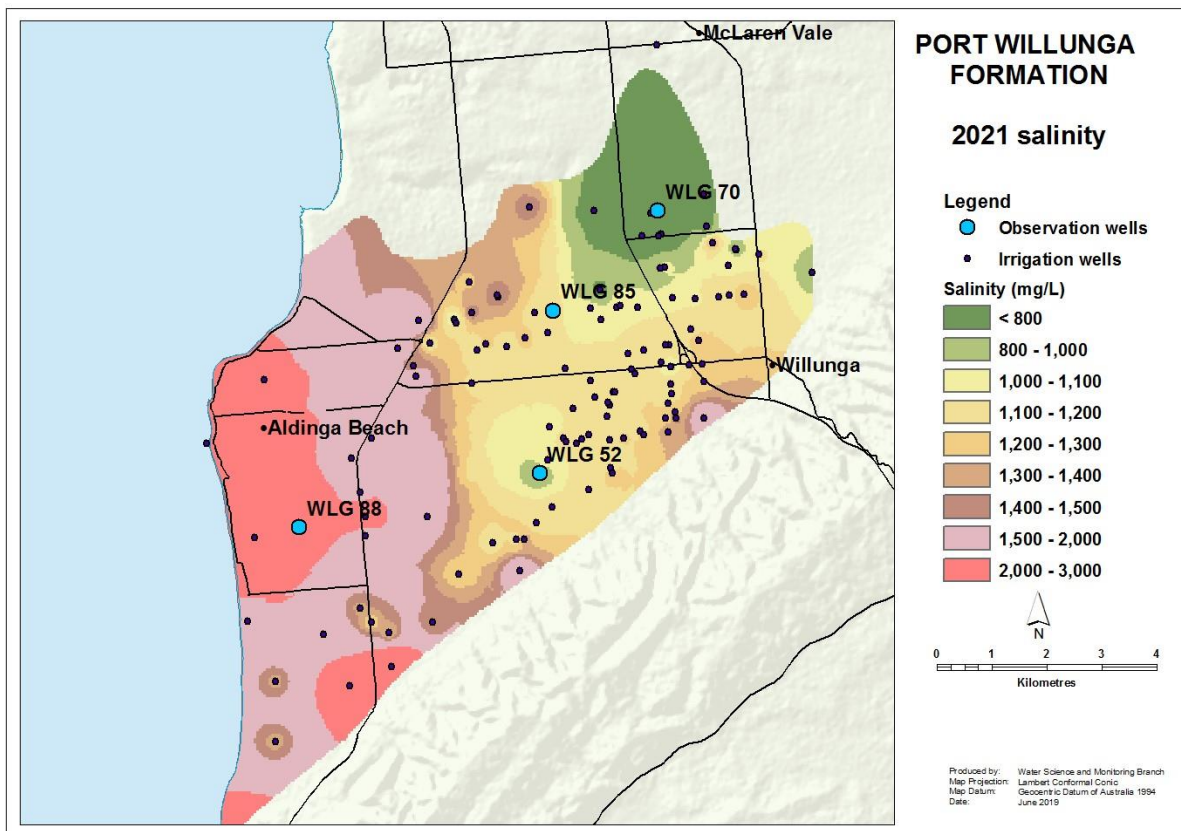 McLaren Vale
WLG 70
WLG 85
Willunga
Aldinga Beach
WLG 52
WLG 38
PORT WILLUNGA
FORMATION
2021 salinity
Legend
Observation wells
Irrigation wells
Salinity (mg/L)
< 800
800 - 1,000
1,000 - 1,100
1,100 - 1,200
1,200 - 1,300
1,300 - 1,400
1,400 - 1,500
1,500 - 2,000
2,000 - 3,000
N
0 1 2 3 4
Kilometres
Produced by: Water Science and Monitoring Branch
Map Projection: Lambert Conformal Conic
Map Datum: Geocentric Datum of Australia 1994
Date: June 2019